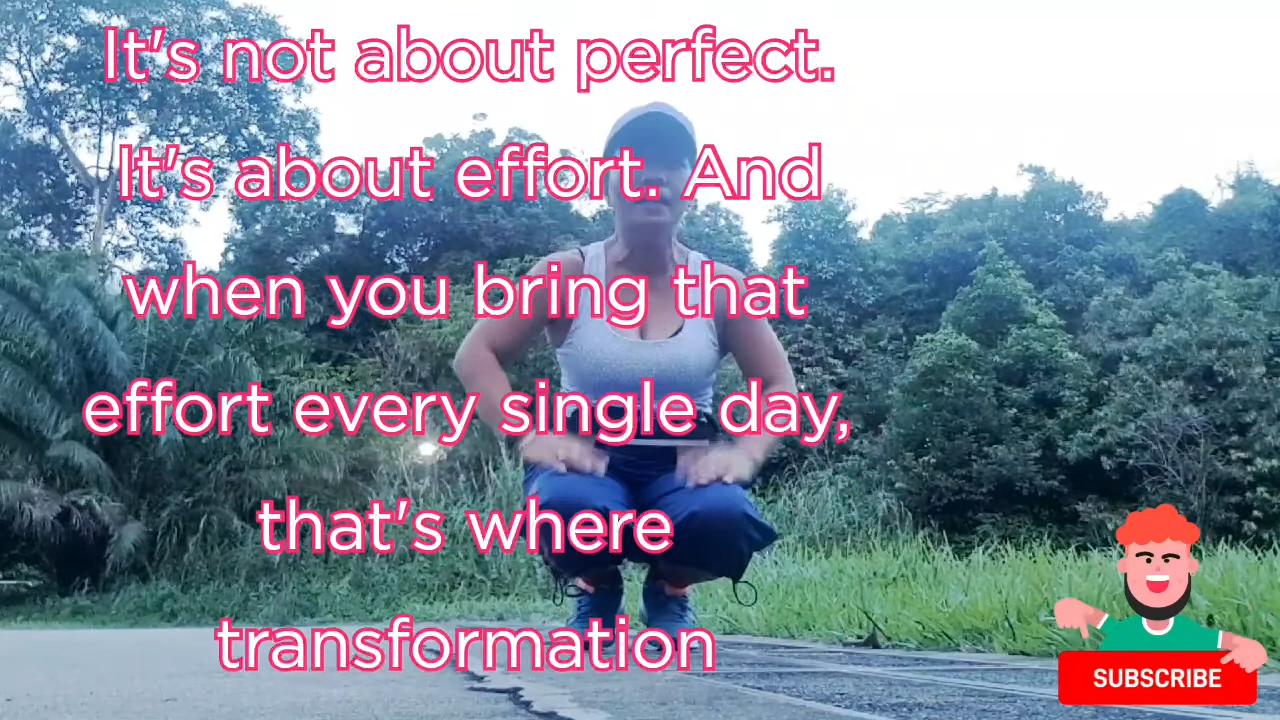 It's not about perfect.
It's about effort. And
when you bring that
effort every single day,
that's where
transformation
SUBSCRIBE